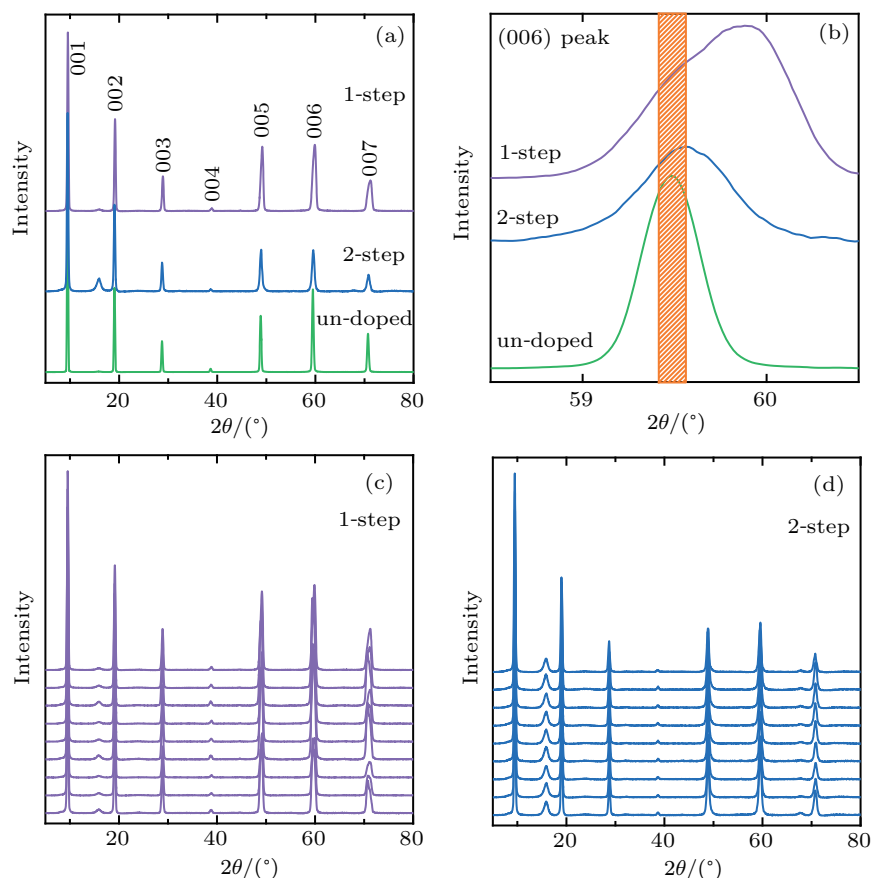 (a)
001
002
003
004
005
006
007
1-step
2-step
un-doped
Intensity
20
40
60
80
2θ/(°)
(006) peak
(b)
1-step
2-step
un-doped
Intensity
59
60
2θ/(°)
(c)
1-step
Intensity
20
40
60
80
2θ/(°)
(d)
2-step
Intensity
20
40
60
80
2θ/(°)